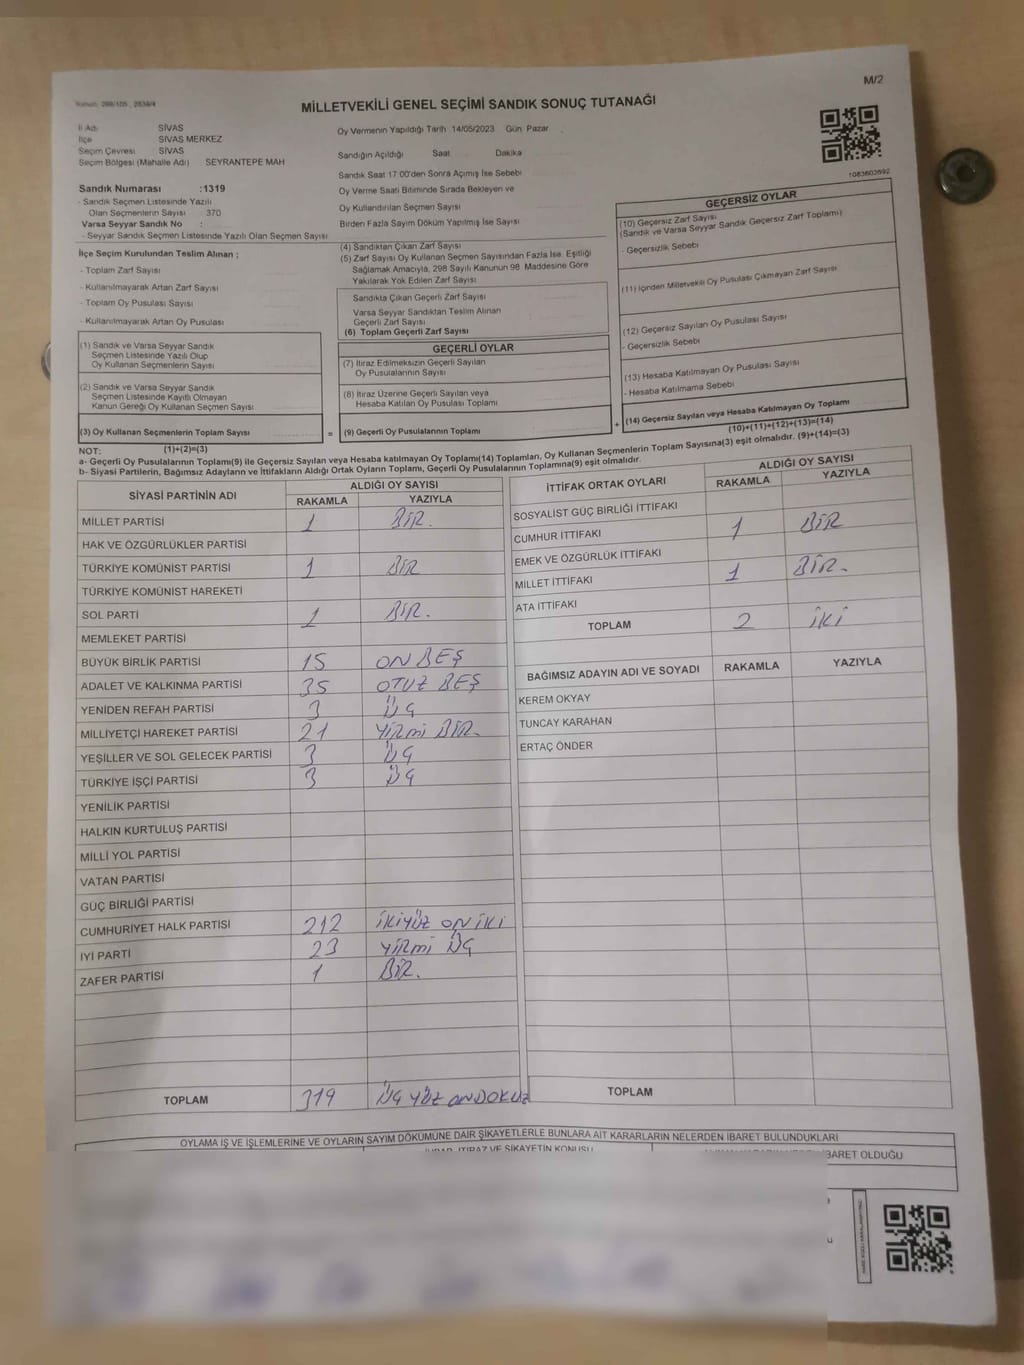 M/2
Kanun: 298/105 , 2839/4
MİLLETVEKİLİ GENEL SEÇİMİ SANDIK SONUÇ TUTANAĞI
İl Adı SİVAS
İlçe SİVAS MERKEZ
Seçim Çevresi SİVAS
Seçim Bölgesi (Mahalle Adı) SEYRANTEPE MAH
Sandık Numarası :1319
- Sandık Seçmen Listesinde Yazılı
Olan Seçmenlerin Sayısı 370
Varsa Seyyar Sandık No :
- Seyyar Sandık Seçmen Listesinde Yazılı Olan Seçmen Sayısı
Oy Vermenin Yapıldığı Tarih 14/05/2023 Gün Pazar
Sandığın Açıldığı Saat Dakika
Sandık Saat 17:00'den Sonra Açımış İse Sebebi
Oy Verme Saati Bitiminde Sırada Bekleyen ve
Oy Kullandırılan Seçmen Sayısı
Birden Fazla Sayım Döküm Yapılmış İse Sayısı
1083603692
İlçe Seçim Kurulundan Teslim Alınan ;
- Toplam Zarf Sayısı
- Kullanılmayarak Artan Zarf Sayısı
- Toplam Oy Pusulası Sayısı
- Kullanılmayarak Artan Oy Pusulası
(1) Sandık ve Varsa Seyyar Sandık
Seçmen Listesinde Yazılı Olup
Oy Kullanan Seçmenlerin Sayısı
(2) Sandık ve Varsa Seyyar Sandık
Seçmen Listesinde Kayıtlı Olmayan
Kanun Gereği Oy Kullanan Seçmen Sayısı
(3) Oy Kullanan Seçmenlerin Toplam Sayısı
(4) Sandıktan Çıkan Zarf Sayısı
(5) Zarf Sayısı Oy Kullanan Seçmen Sayısından Fazla İse, Eşitliği
Sağlamak Amacıyla, 298 Sayılı Kanunun 98. Maddesine Göre
Yakılarak Yok Edilen Zarf Sayısı
Sandıkta Çıkan Geçerli Zarf Sayısı
Varsa Seyyar Sandıktan Teslim Alınan
Geçerli Zarf Sayısı
(6) Toplam Geçerli Zarf Sayısı
GEÇERLİ OYLAR
(7) İtiraz Edilmeksizin Geçerli Sayılan
Oy Pusulalarının Sayısı
(8) İtiraz Üzerine Geçerli Sayılan veya
Hesaba Katılan Oy Pusulası Toplamı
= (9) Geçerli Oy Pusulalarının Toplamı
GEÇERSİZ OYLAR
(10) Geçersiz Zarf Sayısı
(Sandık ve Varsa Seyyar Sandık Geçersiz Zarf Toplamı)
- Geçersizlik Sebebi
(11) İçinden Milletvekili Oy Pusulası Çıkmayan Zarf Sayısı
(12) Geçersiz Sayılan Oy Pusulası Sayısı
- Geçersizlik Sebebi
(13) Hesaba Katılmayan Oy Pusulası Sayısı
- Hesaba Katılmama Sebebi
+ (14) Geçersiz Sayılan veya Hesaba Katılmayan Oy Toplamı
(10)+(11)+(12)+(13)=(14)
NOT: (1)+(2)=(3)
a- Geçerli Oy Pusulalarının Toplamı(9) ile Geçersiz Sayılan veya Hesaba katılmayan Oy Toplamı(14) Toplamları, Oy Kullanan Seçmenlerin Toplam Sayısına(3) eşit olmalıdır. (9)+(14)=(3)
b- Siyasi Partilerin, Bağımsız Adayların ve İttifakların Aldığı Ortak Oyların Toplamı, Geçerli Oy Pusulalarının Toplamına(9) eşit olmalıdır.
SİYASİ PARTİNİN ADI ALDIĞI OY SAYISI
RAKAMLA YAZIYLA
MİLLET PARTİSİ 1 BİR.
HAK VE ÖZGÜRLÜKLER PARTİSİ
TÜRKİYE KOMÜNİST PARTİSİ 1 BİR
TÜRKİYE KOMÜNİST HAREKETİ
SOL PARTİ 1 BİR.
MEMLEKET PARTİSİ
BÜYÜK BİRLİK PARTİSİ 15 ON BEŞ
ADALET VE KALKINMA PARTİSİ 35 OTUZ BEŞ
YENİDEN REFAH PARTİSİ 3 ÜÇ
MİLLİYETÇİ HAREKET PARTİSİ 21 YİRMİ BİR.
YEŞİLLER VE SOL GELECEK PARTİSİ 3 ÜÇ
TÜRKİYE İŞÇİ PARTİSİ 3 ÜÇ
YENİLİK PARTİSİ
HALKIN KURTULUŞ PARTİSİ
MİLLİ YOL PARTİSİ
VATAN PARTİSİ
GÜÇ BİRLİĞİ PARTİSİ
CUMHURİYET HALK PARTİSİ 212 İKİYÜZ ON İKİ
İYİ PARTİ 23 YİRMİ ÜÇ
ZAFER PARTİSİ 1 BİR.
TOPLAM 319 ÜÇ YÜZ ONDOKUZ
İTTİFAK ORTAK OYLARI ALDIĞI OY SAYISI
RAKAMLA YAZIYLA
SOSYALİST GÜÇ BİRLİĞİ İTTİFAKI
CUMHUR İTTİFAKI 1 BİR
EMEK VE ÖZGÜRLÜK İTTİFAKI
MİLLET İTTİFAKI 1 BİR.
ATA İTTİFAKI
TOPLAM 2 İKİ
BAĞIMSIZ ADAYIN ADI VE SOYADI RAKAMLA YAZIYLA
KEREM OKYAY
TUNCAY KARAHAN
ERTAÇ ÖNDER
TOPLAM
OYLAMA İŞ VE İŞLEMLERİNE VE OYLARIN SAYIM DÖKÜMÜNE DAİR ŞİKAYETLERLE BUNLARA AİT KARARLARIN NELERDEN İBARET BULUNDUKLARI
İTİRAZ VE ŞİKAYETİN KONUSU
İBARET OLDUĞU